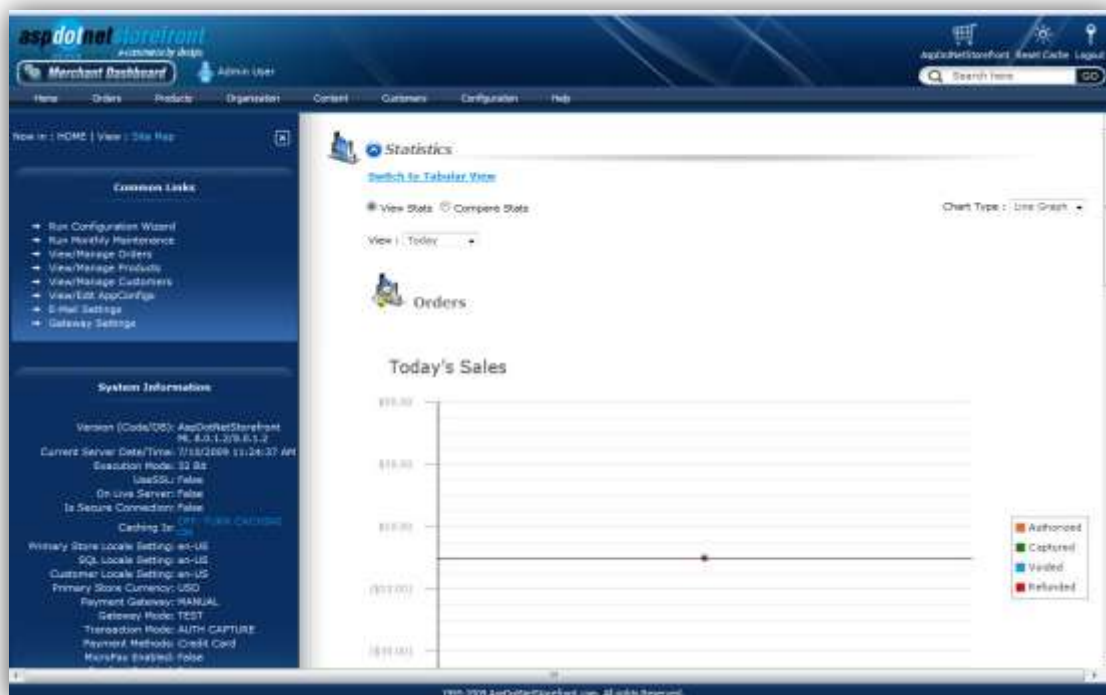 aspdotnetstorefront
e-commerce by design
Merchant Dashboard
Admin User
AspDotNetStorefront Reset Cache Logout
Search here GO
Home Orders Products Organization Content Customers Configuration Help
Now in : HOME | View : Site Map
Common Links
Run Configuration Wizard
Run Monthly Maintenance
View/Manage Orders
View/Manage Products
View/Manage Customers
View/Edit AppConfigs
E-Mail Settings
Gateway Settings
System Information
Version (Code/DB): AspDotNetStorefront
ML 8.0.1.2/8.0.1.2
Current Server Date/Time: 7/10/2009 11:24:37 AM
Execution Mode: 32 Bit
UseSSL: False
On Live Server: False
Is Secure Connection: False
Caching Is: OFF
Primary Store Locale Setting: en-US
SQL Locale Setting: en-US
Customer Locale Setting: en-US
Primary Store Currency: USD
Payment Gateway: MANUAL
Gateway Mode: TEST
Transaction Mode: AUTH CAPTURE
Payment Methods: Credit Card
MicroPay Enabled: False
Statistics
Switch to Tabular View
View Stats Compare Stats
Chart Type : Line Graph
View : Today
Orders
Today's Sales
Authorized
Captured
Voided
Refunded
1995-2009 AspDotNetStorefront.com. All rights Reserved.